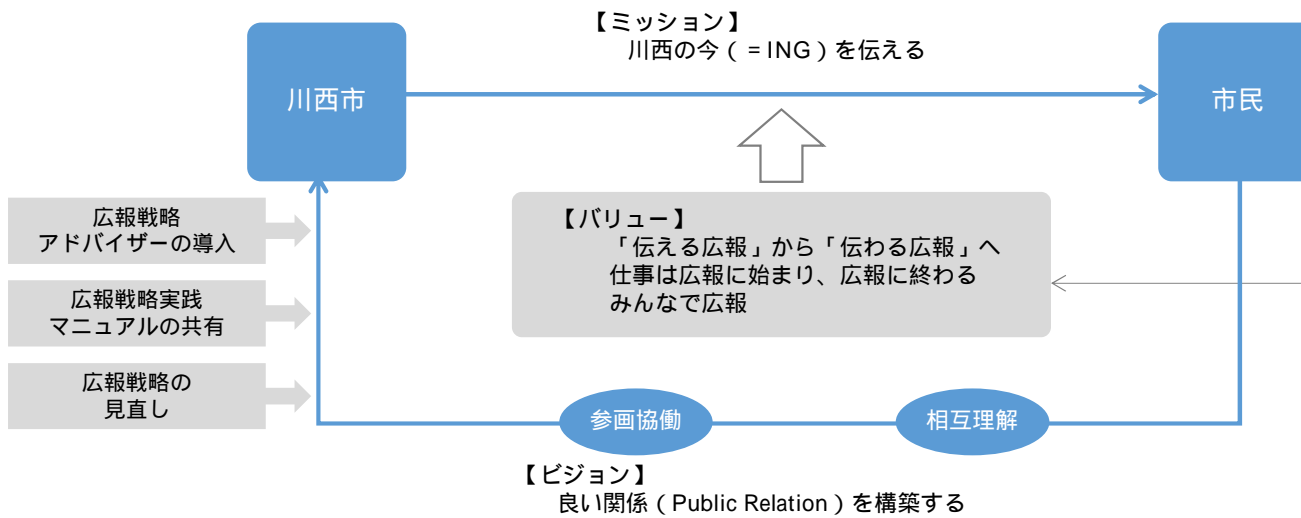 【ミッション】
川西の今（＝ING）を伝える
川西市
市民
広報戦略
アドバイザーの導入
広報戦略実践
マニュアルの共有
広報戦略の
見直し
【バリュー】
「伝える広報」から「伝わる広報」へ
仕事は広報に始まり、広報に終わる
みんなで広報
参画協働
相互理解
【ビジョン】
良い関係（Public Relation）を構築する